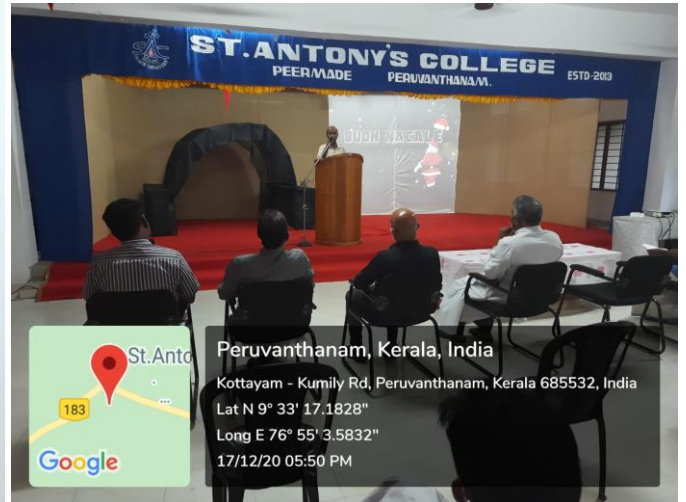 ST.ANTONY'S COLLEGE
PEERMADE PERUVANTHANAM.
ESTD-2013
BUON NATALE
St.Anto
183
Google
Peruvanthanam, Kerala, India
Kottayam - Kumily Rd, Peruvanthanam, Kerala 685532, India
Lat N 9° 33' 17.1828"
Long E 76° 55' 3.5832"
17/12/20 05:50 PM